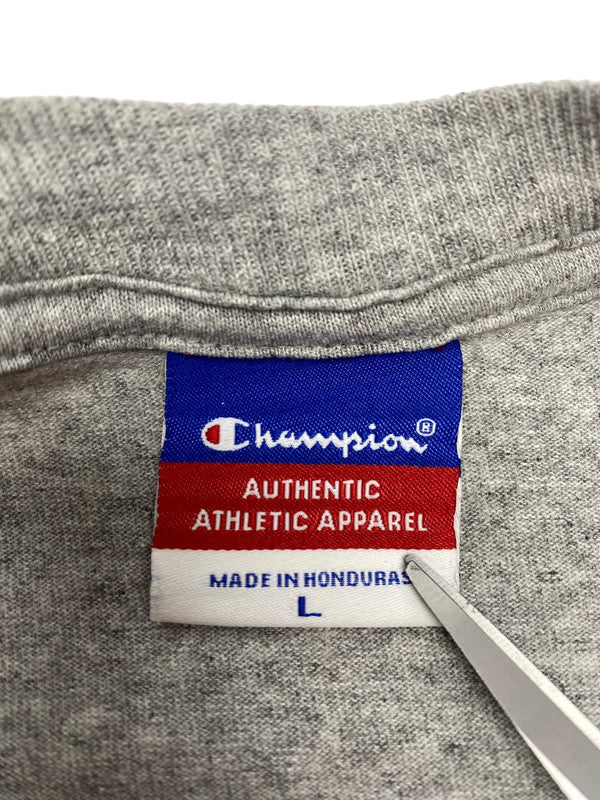 Champion®
AUTHENTIC
ATHLETIC APPAREL
MADE IN HONDURAS
L